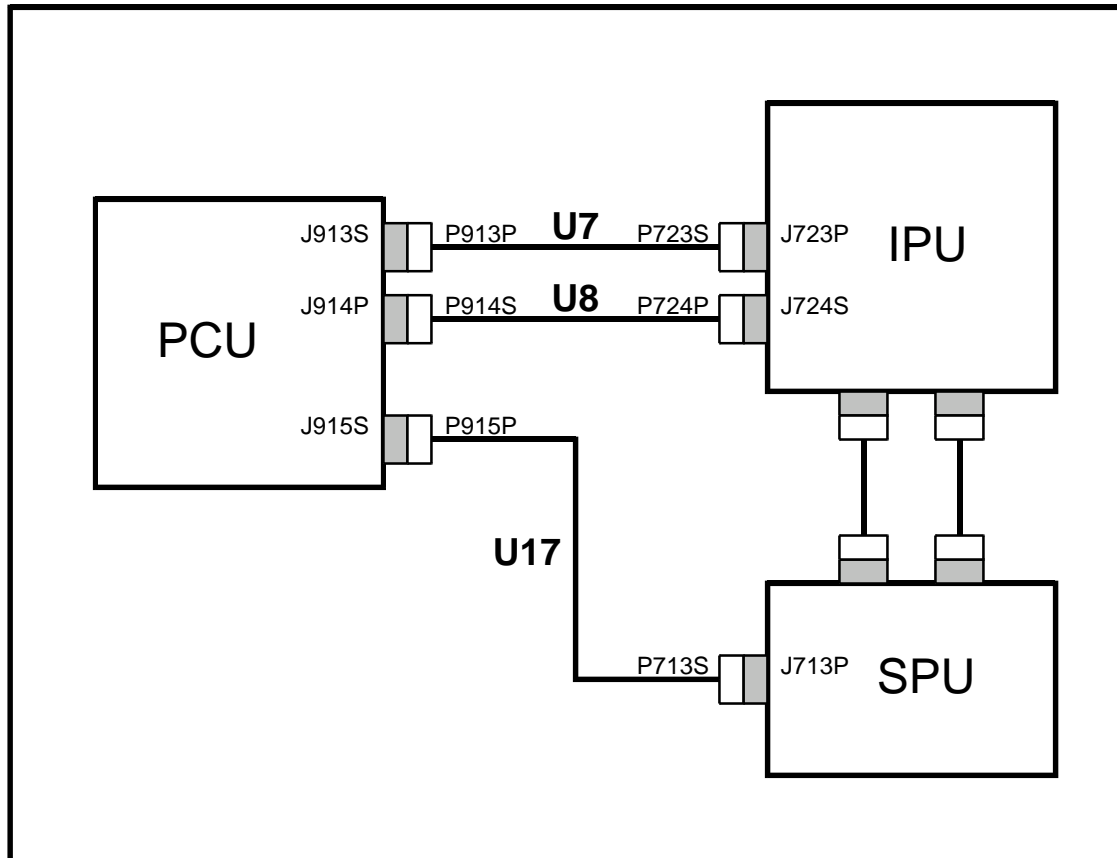 J913S P913P U7 P723S J723P
IPU
J914P P914S U8 P724P J724S
PCU
J915S P915P
U17
P713S J713P
SPU